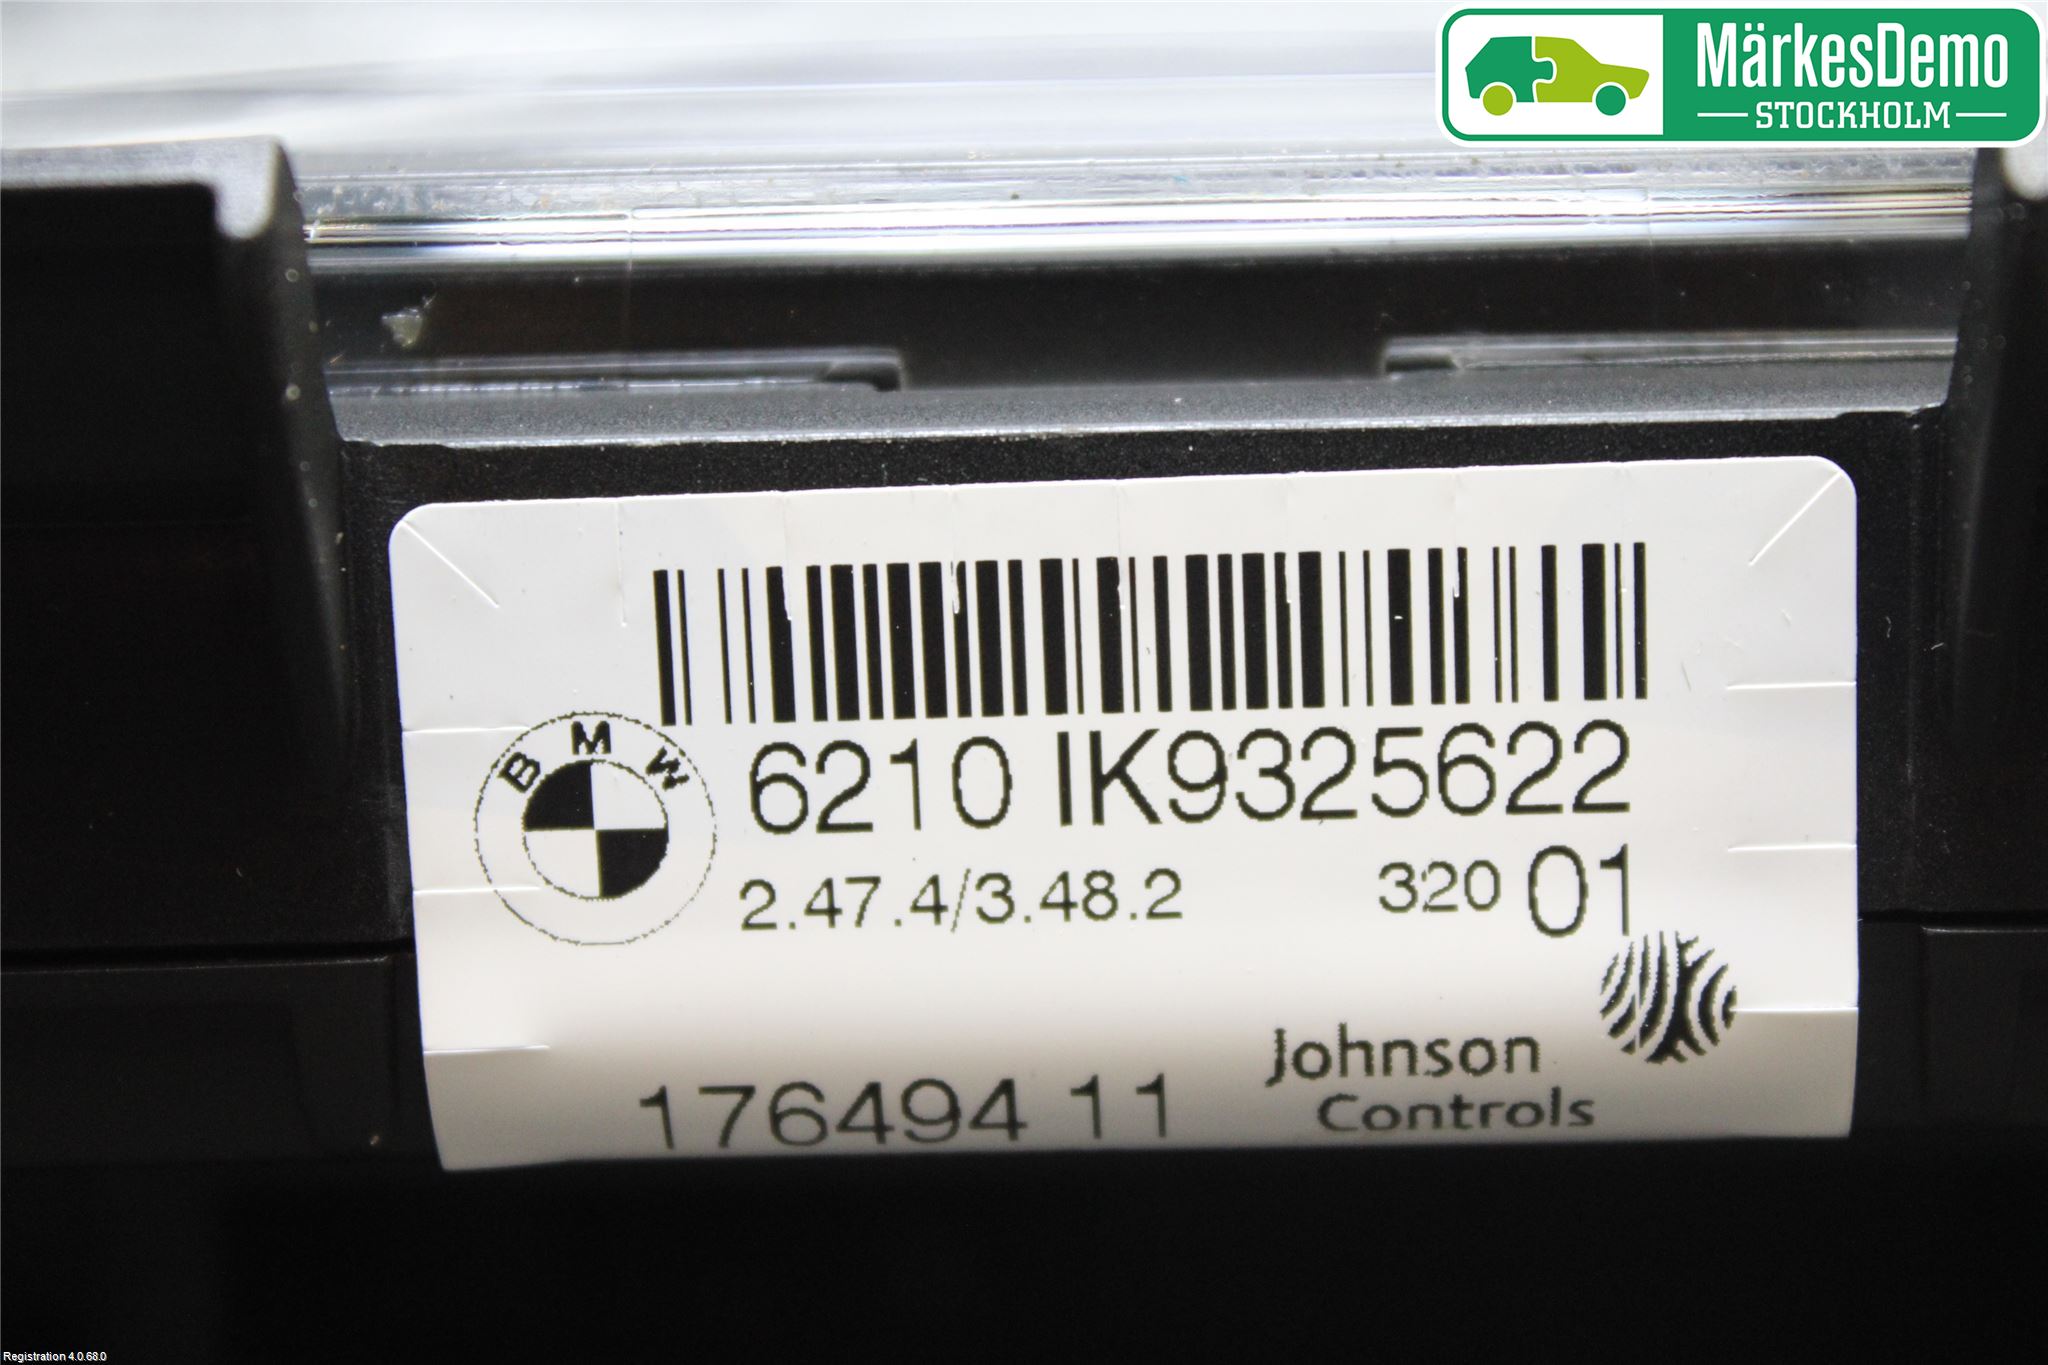 MärkesDemo
STOCKHOLM
BMW
6210 IK9325622
2.47.4/3.48.2 320 01
Johnson
Controls
176494 11
Registration 4.0.68.0